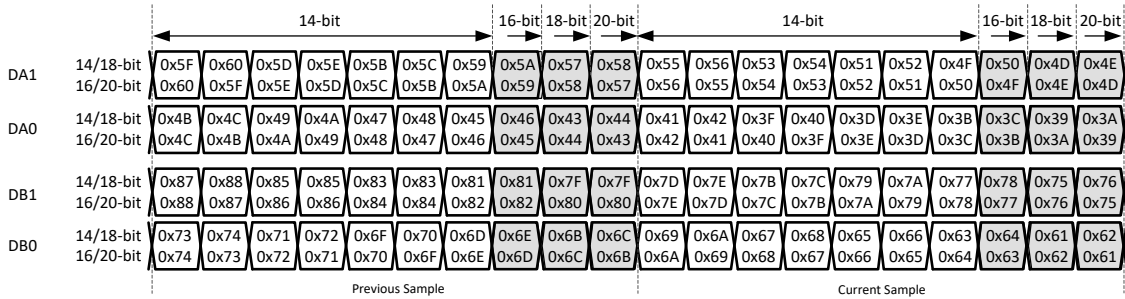 14-bit 16-bit 18-bit 20-bit 14-bit 16-bit 18-bit 20-bit
DA1
14/18-bit 0x5F 0x60 0x5D 0x5E 0x5B 0x5C 0x59 0x5A 0x57 0x58 0x55 0x56 0x53 0x54 0x51 0x52 0x4F 0x50 0x4D 0x4E
16/20-bit 0x60 0x5F 0x5E 0x5D 0x5C 0x5B 0x5A 0x59 0x58 0x57 0x56 0x55 0x54 0x53 0x52 0x51 0x50 0x4F 0x4E 0x4D
DA0
14/18-bit 0x4B 0x4C 0x49 0x4A 0x47 0x48 0x45 0x46 0x43 0x44 0x41 0x42 0x3F 0x40 0x3D 0x3E 0x3B 0x3C 0x39 0x3A
16/20-bit 0x4C 0x4B 0x4A 0x49 0x48 0x47 0x46 0x45 0x44 0x43 0x42 0x41 0x40 0x3F 0x3E 0x3D 0x3C 0x3B 0x3A 0x39
DB1
14/18-bit 0x87 0x88 0x85 0x85 0x83 0x83 0x81 0x81 0x7F 0x7F 0x7D 0x7E 0x7B 0x7C 0x79 0x7A 0x77 0x78 0x75 0x76
16/20-bit 0x88 0x87 0x86 0x86 0x84 0x84 0x82 0x82 0x80 0x80 0x7E 0x7D 0x7C 0x7B 0x7A 0x79 0x78 0x77 0x76 0x75
DB0
14/18-bit 0x73 0x74 0x71 0x72 0x6F 0x70 0x6D 0x6E 0x6B 0x6C 0x69 0x6A 0x67 0x68 0x65 0x66 0x63 0x64 0x61 0x62
16/20-bit 0x74 0x73 0x72 0x71 0x70 0x6F 0x6E 0x6D 0x6C 0x6B 0x6A 0x69 0x68 0x67 0x66 0x65 0x64 0x63 0x62 0x61
Previous Sample Current Sample